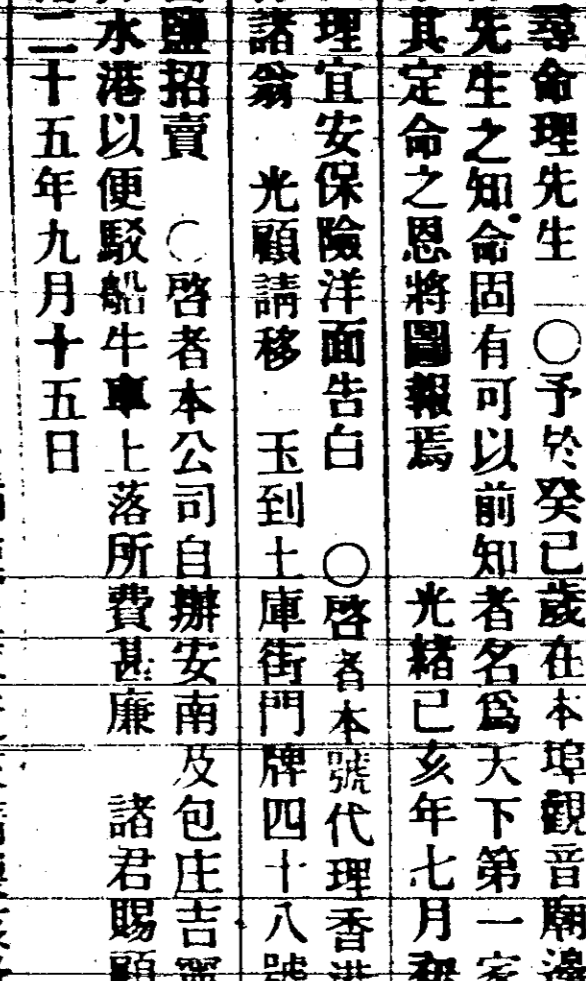 尋命理先生　〇予於癸巳歲在本埠觀音廟邊
先生之知命固有可以前知者名爲天下第一家
其定命之恩將圖報焉　　光緒己亥年七月初
理宜安保險洋面告白　〇啓者本號代理香港
諸翁　光顧請移　玉到土庫街門牌四十八號
鹽招賣　〇啓者本公司自辦安南及包庄吉
水港以便駁船牛車上落所費甚廉　諸君賜顧
二十五年九月十五日